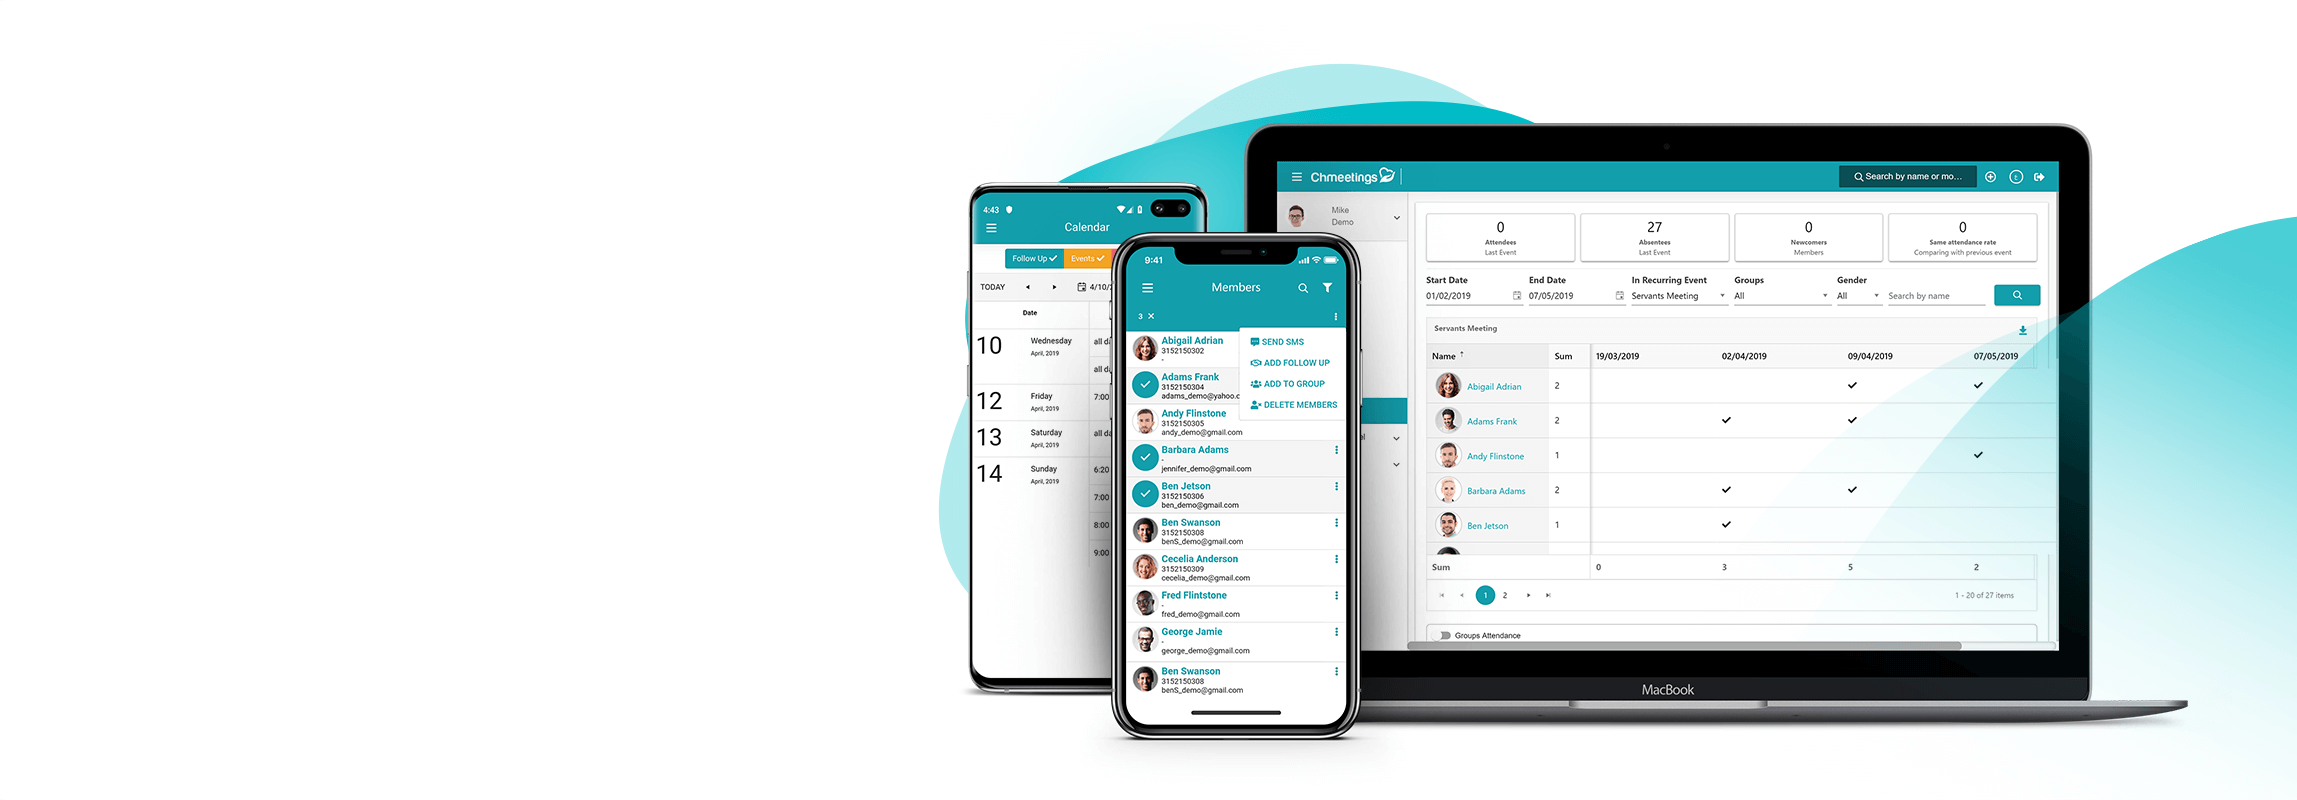 4:43
Calendar
Follow Up
Events
TODAY
4/10/
Date
10
Wednesday
April, 2019
all
all
12
Friday
April, 2019
7:00
13
Saturday
April, 2019
all
14
Sunday
April, 2019
6:20
7:00
8:00
9:00
9:41
Members
3
SEND SMS
ADD FOLLOW UP
ADD TO GROUP
DELETE MEMBERS
Abigail Adrian
3152150302
-
Adams Frank
3152150304
adams_demo@yahoo.c
Andy Flinstone
3152150305
andy_demo@gmail.com
Barbara Adams
-
jennifer_demo@gmail.com
Ben Jetson
3152150306
ben_demo@gmail.com
Ben Swanson
3152150308
benS_demo@gmail.com
Cecelia Anderson
3152150309
cecelia_demo@gmail.com
Fred Flintstone
-
fred_demo@gmail.com
George Jamie
-
george_demo@gmail.com
Ben Swanson
3152150308
benS_demo@gmail.com
Chmeetings
Search by name or mo...
Mike
Demo
0
Attendees
Last Event
27
Absentees
Last Event
0
Newcomers
Members
0
Same attendance rate
Comparing with previous event
Start Date End Date In Recurring Event Groups Gender
01/02/2019 07/05/2019 Servants Meeting All All Search by name
Servants Meeting
Name ↑ Sum 19/03/2019 02/04/2019 09/04/2019 07/05/2019
Abigail Adrian 2
Adams Frank 2
Andy Flinstone 1
Barbara Adams 2
Ben Jetson 1
Sum 0 3 5 2
1 2 1 - 20 of 27 items
Groups Attendance
MacBook